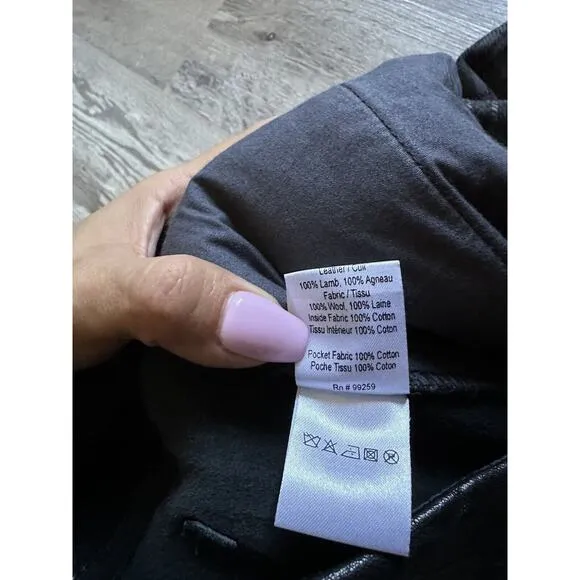 Leather / Cuir
100% Lamb, 100% Agneau
Fabric / Tissu
100% Wool, 100% Laine
Inside Fabric 100% Cotton
Tissu Intérieur 100% Coton
Pocket Fabric 100% Cotton
Poche Tissu 100% Coton
Rn # 99259